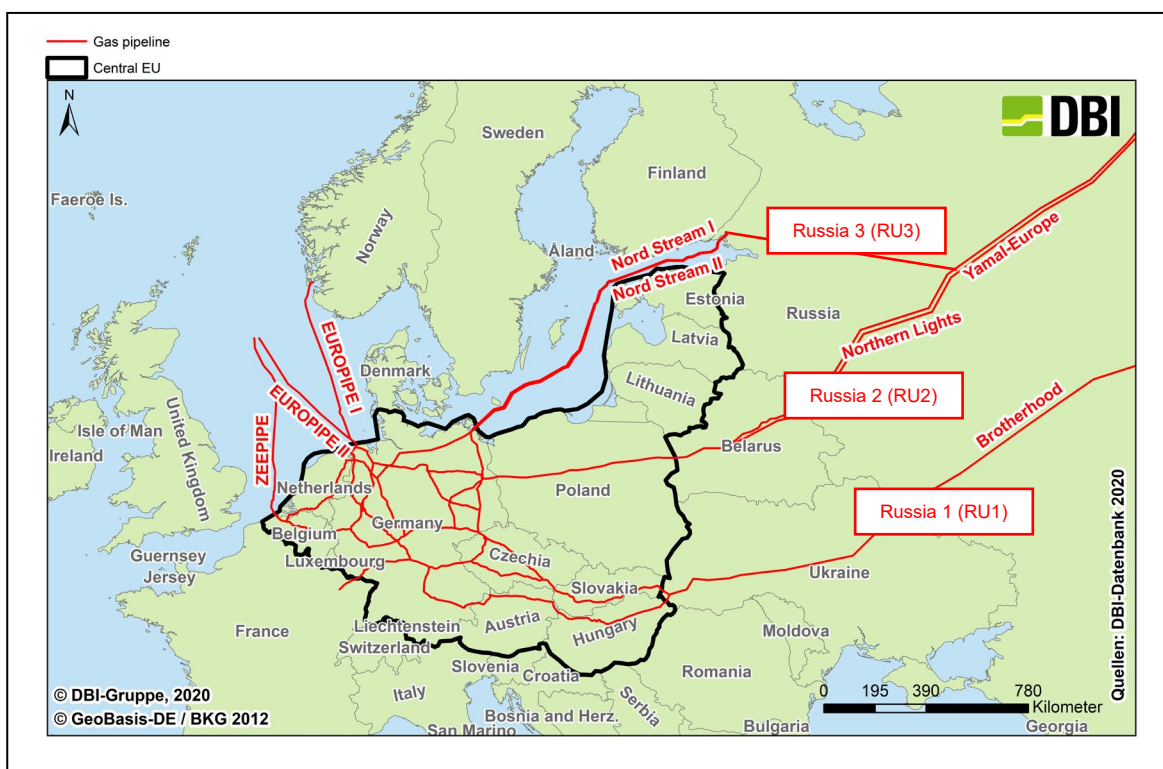 Gas pipeline
Central EU
N
DBI
Sweden
Finland
Faeroe Is.
Norway
Åland
Nord Stream I
Nord Stream II
Russia 3 (RU3)
Yamal-Europe
Estonia
Russia
Latvia
Northern Lights
EUROPIPE I
Denmark
Lithuania
Russia 2 (RU2)
Brotherhood
EUROPIPE II
ZEEPIPE
United Kingdom
Isle of Man
Ireland
Belarus
Netherlands
Poland
Germany
Belgium
Russia 1 (RU1)
Guernsey
Jersey
Luxembourg
Czechia
Ukraine
Slovakia
France
Liechtenstein
Switzerland
Austria
Hungary
Moldova
Slovenia
Croatia
Romania
Italy
Serbia
Bosnia and Herz.
San Marino
Bulgaria
Georgia
0 195 390 780
Kilometer
© DBI-Gruppe, 2020
© GeoBasis-DE / BKG 2012
Quellen: DBI-Datenbank 2020